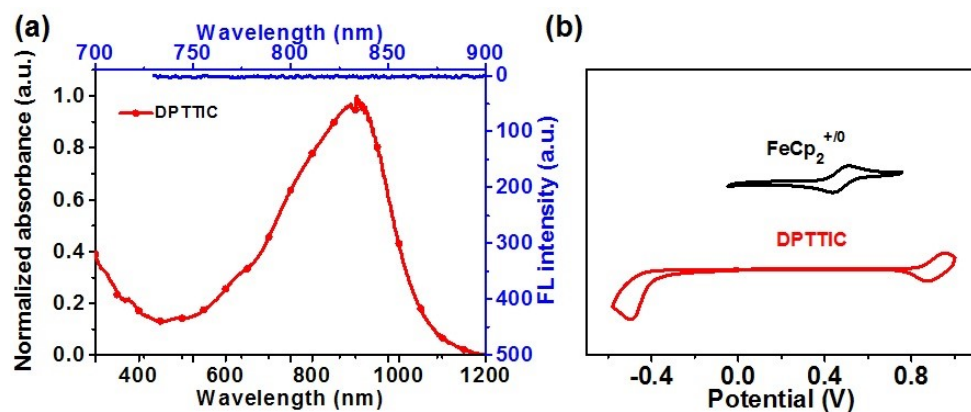 (a)
Wavelength (nm)
700 750 800 850 900
Normalized absorbance (a.u.)
1.0
0.8
0.6
0.4
0.2
0.0
DPTTIC
0
100
200
300
400
500
FL intensity (a.u.)
400 600 800 1000 1200
Wavelength (nm)
(b)
FeCp₂⁺/⁰
DPTTIC
-0.4 0.0 0.4 0.8
Potential (V)